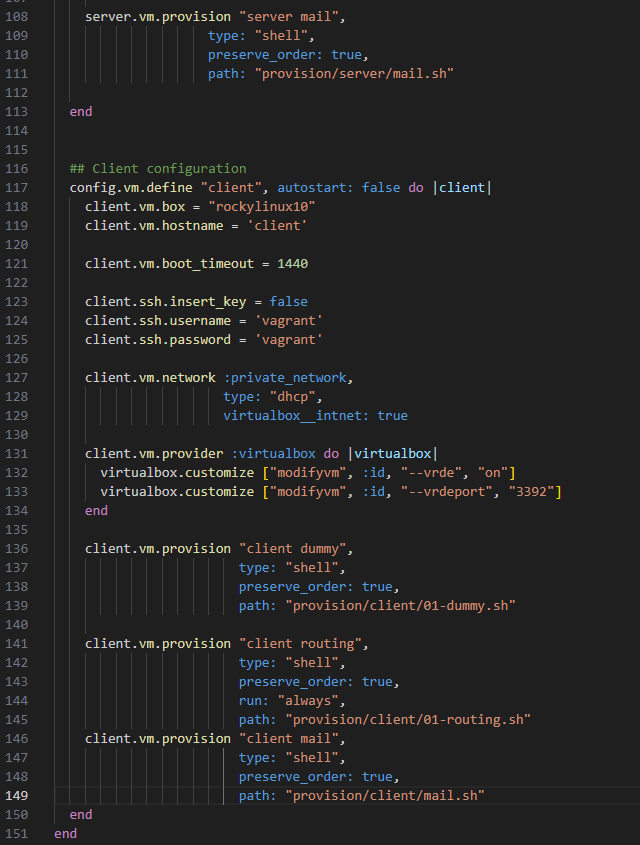 108 server.vm.provision "server mail",
109 type: "shell",
110 preserve_order: true,
111 path: "provision/server/mail.sh"
112
113 end
114
115
116 ## Client configuration
117 config.vm.define "client", autostart: false do |client|
118 client.vm.box = "rockylinux10"
119 client.vm.hostname = 'client'
120
121 client.vm.boot_timeout = 1440
122
123 client.ssh.insert_key = false
124 client.ssh.username = 'vagrant'
125 client.ssh.password = 'vagrant'
126
127 client.vm.network :private_network,
128 type: "dhcp",
129 virtualbox__intnet: true
130
131 client.vm.provider :virtualbox do |virtualbox|
132 virtualbox.customize ["modifyvm", :id, "--vrde", "on"]
133 virtualbox.customize ["modifyvm", :id, "--vrdeport", "3392"]
134 end
135
136 client.vm.provision "client dummy",
137 type: "shell",
138 preserve_order: true,
139 path: "provision/client/01-dummy.sh"
140
141 client.vm.provision "client routing",
142 type: "shell",
143 preserve_order: true,
144 run: "always",
145 path: "provision/client/01-routing.sh"
146 client.vm.provision "client mail",
147 type: "shell",
148 preserve_order: true,
149 path: "provision/client/mail.sh"
150 end
151 end